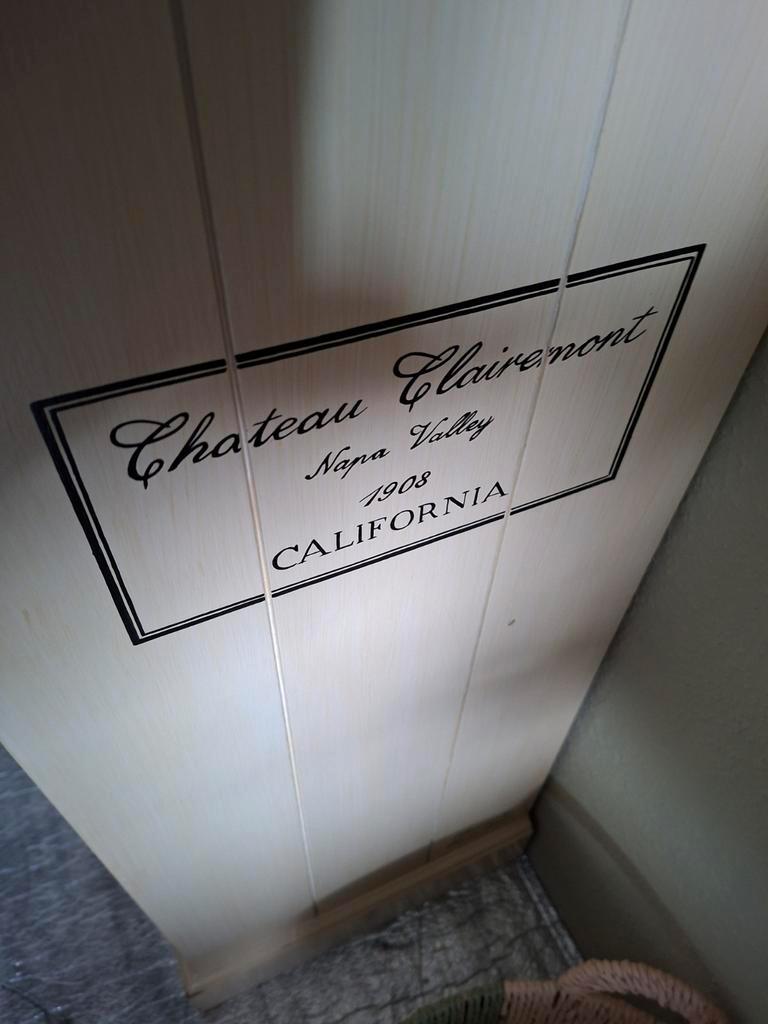 Chateau Clairemont
Napa Valley
1908
CALIFORNIA